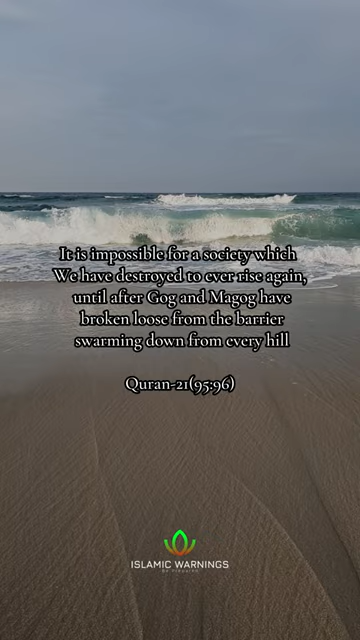 It is impossible for a society which
We have destroyed to ever rise again,
until after Gog and Magog have
broken loose from the barrier
swarming down from every hill
Quran-21(95:96)
ISLAMIC WARNINGS